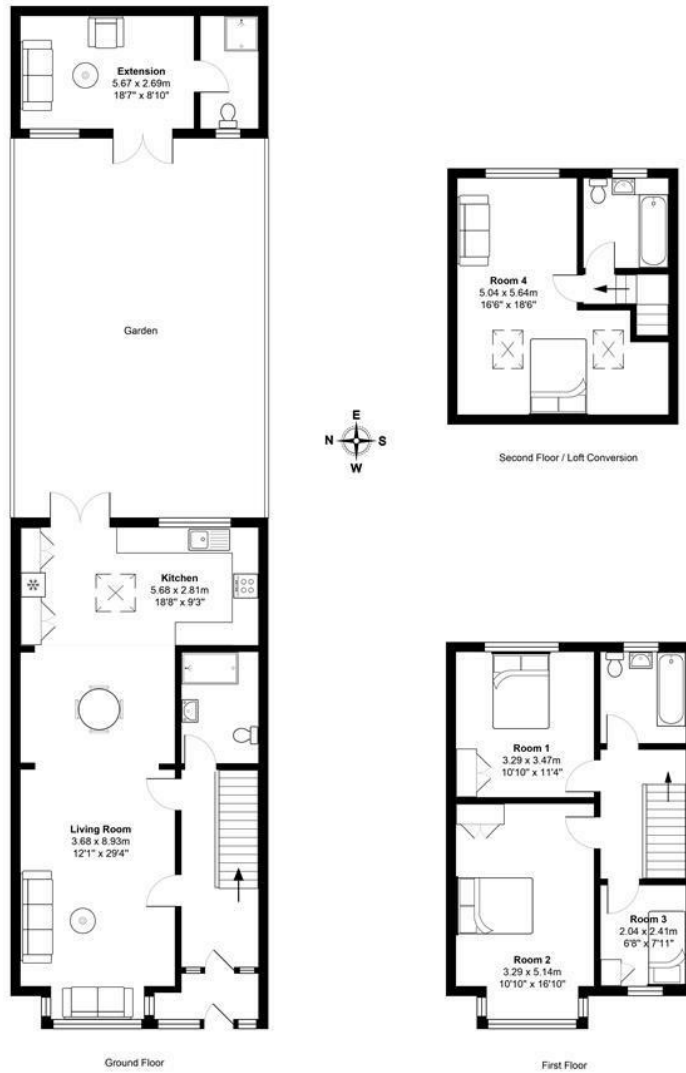 Extension
5.67 x 2.69m
18'7" x 8'10"
Garden
Kitchen
5.68 x 2.81m
18'8" x 9'3"
Living Room
3.68 x 8.93m
12'1" x 29'4"
Ground Floor
E
N S
W
Room 4
5.04 x 5.64m
16'6" x 18'6"
Second Floor / Loft Conversion
Room 1
3.29 x 3.47m
10'10" x 11'4"
Room 3
2.04 x 2.41m
6'8" x 7'11"
Room 2
3.29 x 5.14m
10'10" x 16'10"
First Floor